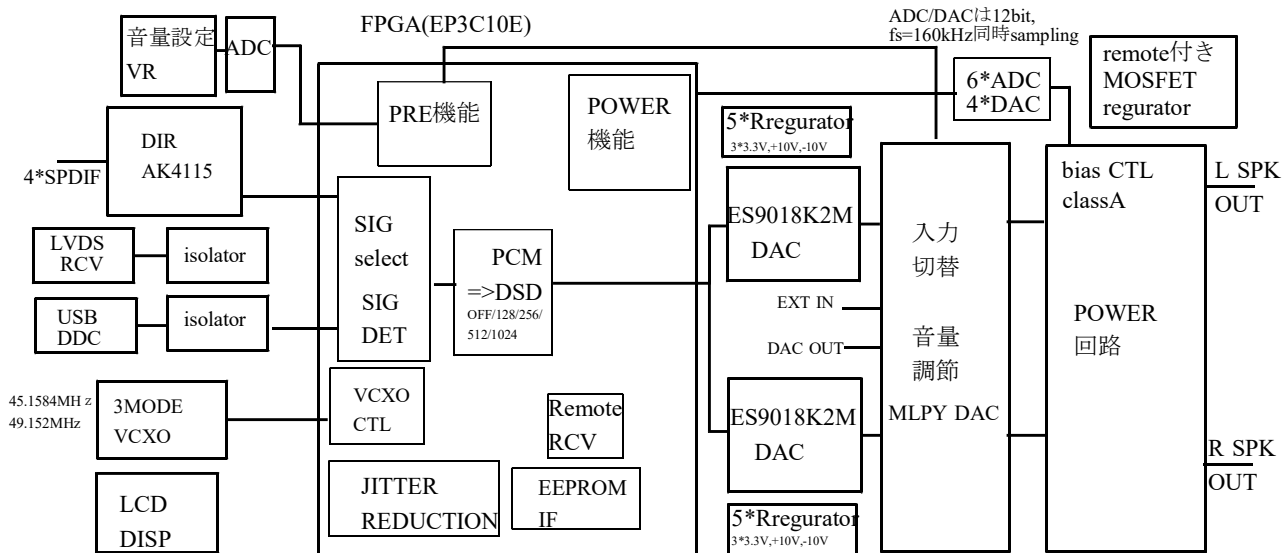 FPGA(EP3C10E)
ADC/DACは12bit,
fs=160kHz同時sampling
音量設定
VR
ADC
PRE機能
POWER
機能
6*ADC
4*DAC
remote付き
MOSFET
regurator
5*Rregurator
3*3.3V,+10V,-10V
4*SPDIF
DIR
AK4115
LVDS
RCV
isolator
USB
DDC
isolator
SIG
select
SIG
DET
PCM
=>DSD
OFF/128/256/
512/1024
ES9018K2M
DAC
EXT IN
DAC OUT
入力
切替
音量
調節
MLPY DAC
bias CTL
classA
POWER
回路
L SPK
OUT
R SPK
OUT
45.1584MHz
49.152MHz
3MODE
VCXO
VCXO
CTL
Remote
RCV
ES9018K2M
DAC
LCD
DISP
JITTER
REDUCTION
EEPROM
IF
5*Rregurator
3*3.3V,+10V,-10V